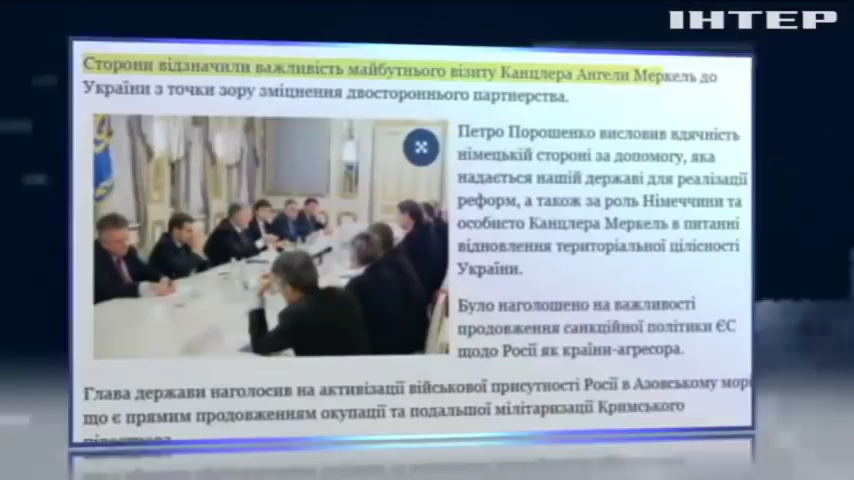 ІНТЕР
Сторони відзначили важливість майбутнього візиту Канцлера Ангели Меркель до
України з точки зору зміцнення двостороннього партнерства.
Петро Порошенко висловив вдячність
німецькій стороні за допомогу, яка
надається нашій державі для реалізації
реформ, а також за роль Німеччини та
особисто Канцлера Меркель в питанні
відновлення територіальної цілісності
України.
Було наголошено на важливості
продовження санкційної політики ЄС
щодо Росії як країни-агресора.
Глава держави наголосив на активізації військової присутності Росії в Азовському морі
що є прямим продовженням окупації та подальшої мілітаризації Кримського